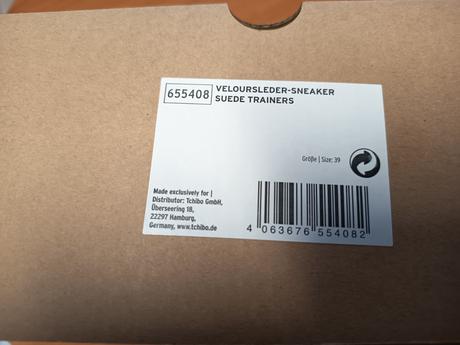 655408
VELOURSLEDER-SNEAKER
SUEDE TRAINERS
Größe | Size: 39
Made exclusively for |
Distributor: Tchibo GmbH,
Überseering 18,
22297 Hamburg,
Germany, www.tchibo.de
4 063676 554082